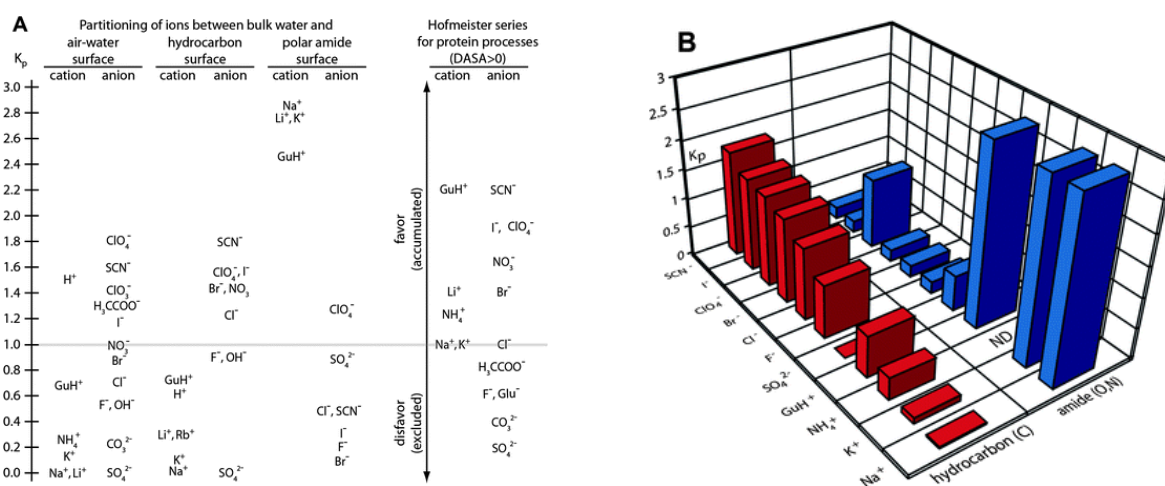 A
Partitioning of ions between bulk water and
air-water surface
hydrocarbon surface
polar amide surface
Hofmeister series
for protein processes
(DASA>0)
Kp
cation anion cation anion cation anion cation anion
3.0
2.8
2.6
2.4
2.2
2.0
1.8
1.6
1.4
1.2
1.0
0.8
0.6
0.4
0.2
0.0
H⁺
GuH⁺
NH₄⁺
K⁺
Na⁺, Li⁺
ClO₄⁻
SCN⁻
ClO₃⁻
H₃CCOO⁻
I⁻
NO₃⁻
Br⁻
Cl⁻
F⁻, OH⁻
CO₃²⁻
SO₄²⁻
GuH⁺
H⁺
Li⁺, Rb⁺
K⁺
Na⁺
SCN⁻
ClO₄⁻, I⁻
Br⁻, NO₃
Cl⁻
F⁻, OH⁻
SO₄²⁻
Na⁺
Li⁺, K⁺
GuH⁺
ClO₄⁻
SO₄²⁻
Cl⁻, SCN⁻
I⁻
F⁻
Br⁻
favor
(accumulated)
disfavor
(excluded)
GuH⁺
Li⁺
NH₄⁺
Na⁺, K⁺
SCN⁻
I⁻, ClO₄⁻
NO₃⁻
Br⁻
Cl⁻
H₃CCOO⁻
F⁻, Glu⁻
CO₃²⁻
SO₄²⁻
B
Kp
3
2.5
2
1.5
1
0.5
0
SCN⁻
I⁻
ClO₄⁻
Br⁻
Cl⁻
F⁻
SO₄²⁻
GuH⁺
NH₄⁺
K⁺
Na⁺
ND
hydrocarbon (C)
amide (O,N)